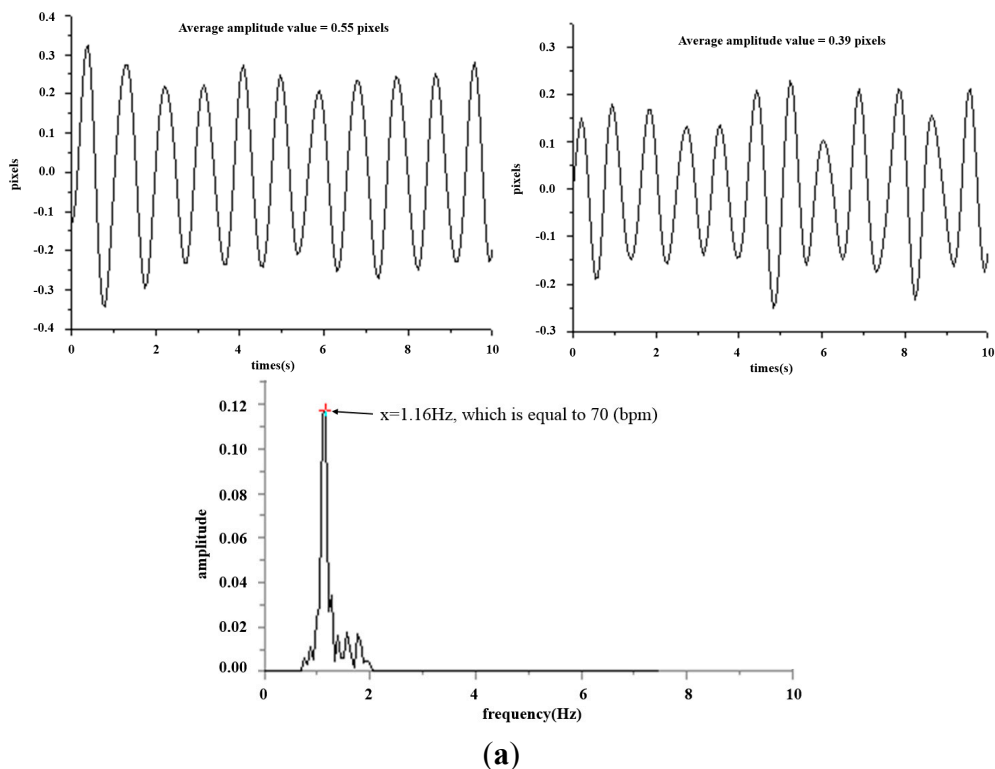 Average amplitude value = 0.55 pixels
0.4
0.3
0.2
0.1
0.0
-0.1
-0.2
-0.3
-0.4
pixels
0 2 4 6 8 10
times(s)
Average amplitude value = 0.39 pixels
0.3
0.2
0.1
0.0
-0.1
-0.2
-0.3
pixels
0 2 4 6 8 10
times(s)
x=1.16Hz, which is equal to 70 (bpm)
0.12
0.10
0.08
0.06
0.04
0.02
0.00
amplitude
0 2 4 6 8 10
frequency(Hz)
(a)